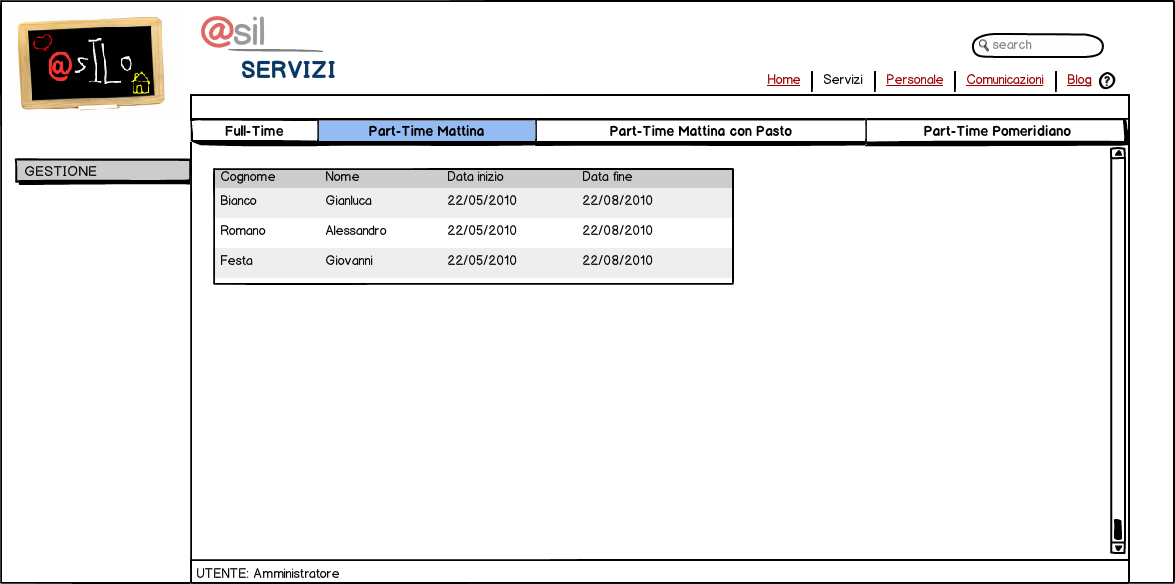 @sILo
@sil
SERVIZI
search
Home Servizi Personale Comunicazioni Blog ?
Full-Time Part-Time Mattina Part-Time Mattina con Pasto Part-Time Pomeridiano
GESTIONE
Cognome Nome Data inizio Data fine
Bianco Gianluca 22/05/2010 22/08/2010
Romano Alessandro 22/05/2010 22/08/2010
Festa Giovanni 22/05/2010 22/08/2010
UTENTE: Amministratore